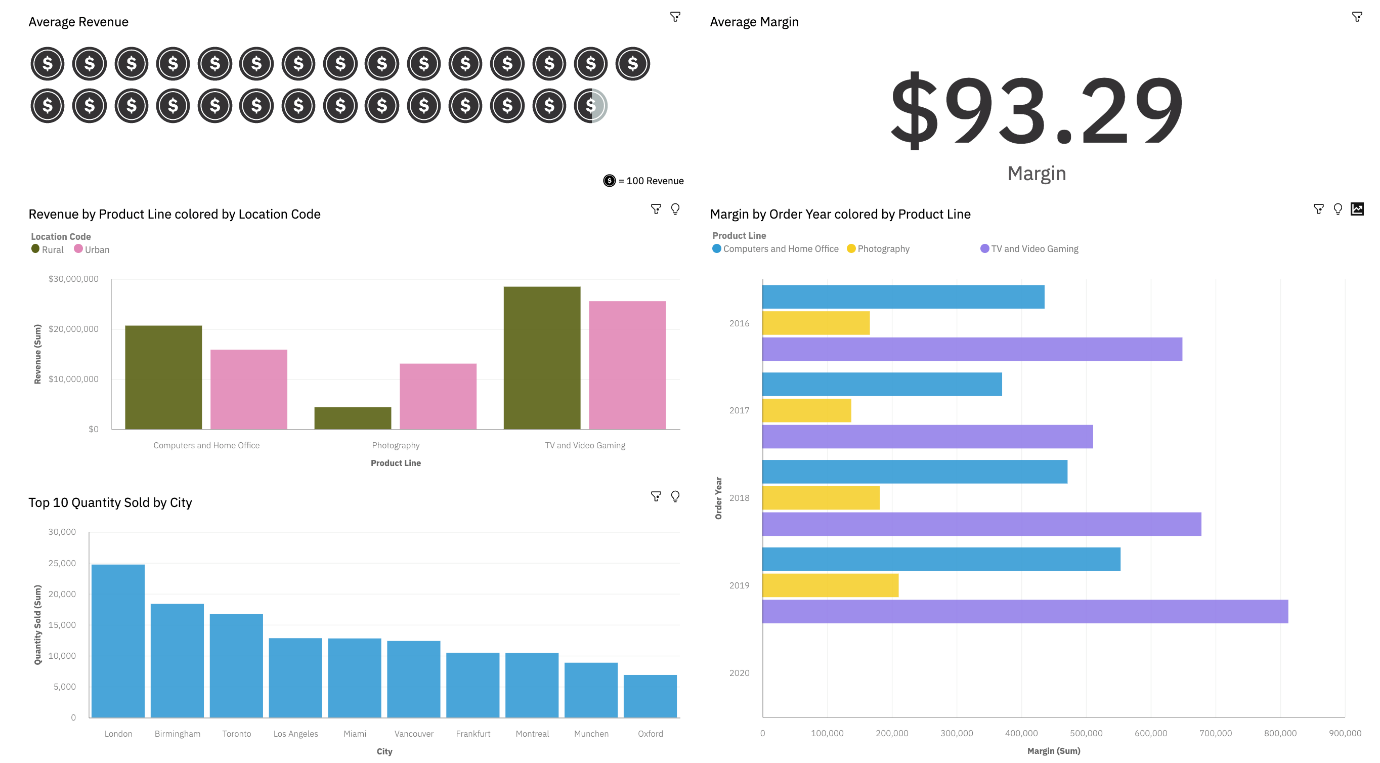 Average Revenue
= 100 Revenue
Average Margin
$93.29
Margin
Revenue by Product Line colored by Location Code
Location Code
Rural Urban
$30,000,000
$20,000,000
$10,000,000
$0
Revenue (Sum)
Computers and Home Office Photography TV and Video Gaming
Product Line
Top 10 Quantity Sold by City
30,000
25,000
20,000
15,000
10,000
5,000
0
Quantity Sold (Sum)
London Birmingham Toronto Los Angeles Miami Vancouver Frankfurt Montreal Munchen Oxford
City
Margin by Order Year colored by Product Line
Product Line
Computers and Home Office Photography TV and Video Gaming
2016
2017
2018
2019
2020
Order Year
0 100,000 200,000 300,000 400,000 500,000 600,000 700,000 800,000 900,000
Margin (Sum)